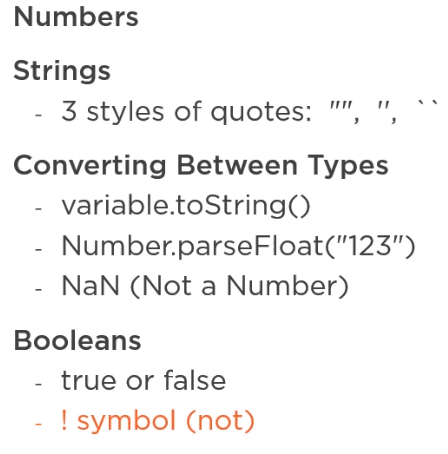 Numbers
Strings
- 3 styles of quotes: "", '', ``
Converting Between Types
- variable.toString()
- Number.parseFloat("123")
- NaN (Not a Number)
Booleans
- true or false
- ! symbol (not)